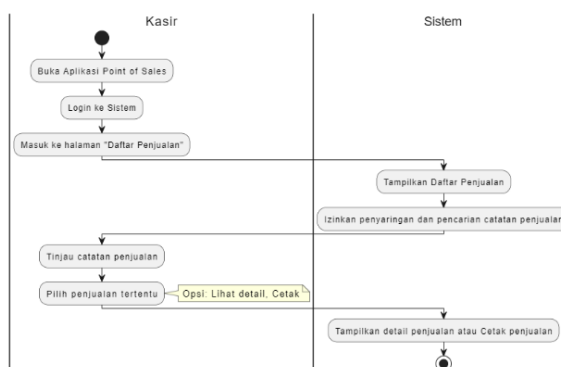 Kasir
Sistem
Buka Aplikasi Point of Sales
Login ke Sistem
Masuk ke halaman "Daftar Penjualan"
Tampilkan Daftar Penjualan
Izinkan penyaringan dan pencarian catatan penjualan
Tinjau catatan penjualan
Pilih penjualan tertentu
Opsi: Lihat detail, Cetak
Tampilkan detail penjualan atau Cetak penjualan